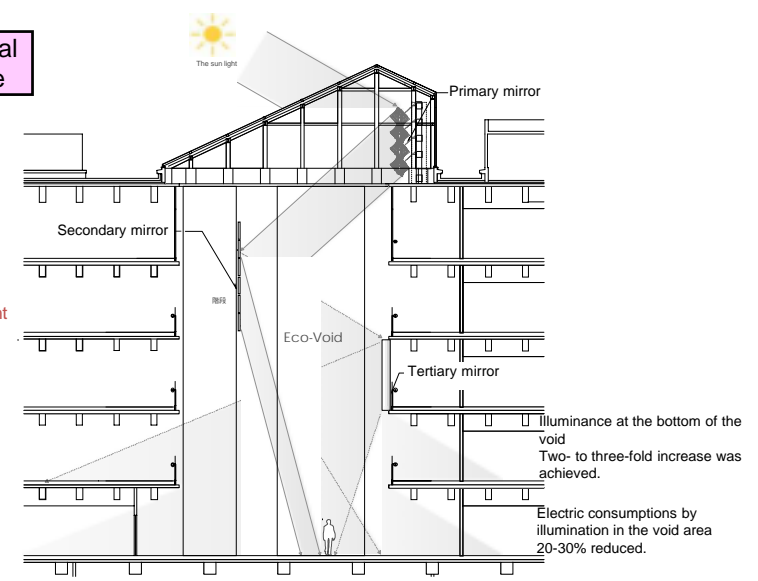 al
e
The sun light
Primary mirror
Secondary mirror
階段
nt
Eco-Void
Tertiary mirror
Illuminance at the bottom of the
void
Two- to three-fold increase was
achieved.
Electric consumptions by
illumination in the void area
20-30% reduced.